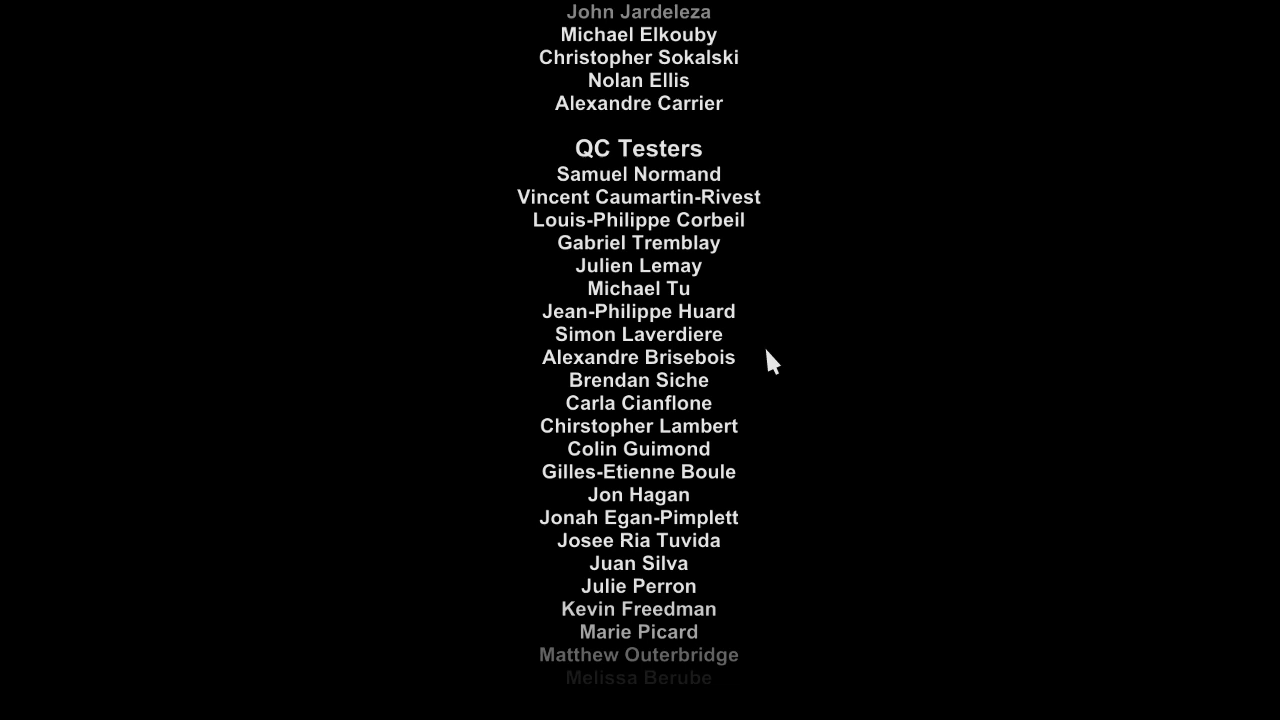 John Jardeleza
Michael Elkouby
Christopher Sokalski
Nolan Ellis
Alexandre Carrier
QC Testers
Samuel Normand
Vincent Caumartin-Rivest
Louis-Philippe Corbeil
Gabriel Tremblay
Julien Lemay
Michael Tu
Jean-Philippe Huard
Simon Laverdiere
Alexandre Brisebois
Brendan Siche
Carla Cianflone
Chirstopher Lambert
Colin Guimond
Gilles-Etienne Boule
Jon Hagan
Jonah Egan-Pimplett
Josee Ria Tuvida
Juan Silva
Julie Perron
Kevin Freedman
Marie Picard
Matthew Outerbridge
Melissa Berube